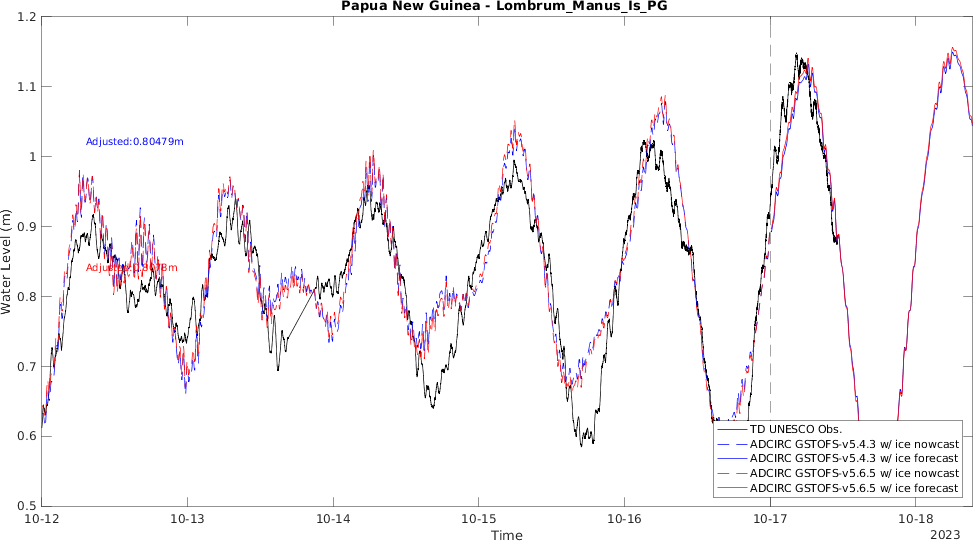 Papua New Guinea - Lombrum_Manus_Is_PG
1.2
1.1
1
0.9
0.8
0.7
0.6
0.5
Water Level (m)
Adjusted:0.80479m
TD UNESCO Obs.
ADCIRC GSTOFS-v5.4.3 w/ ice nowcast
ADCIRC GSTOFS-v5.4.3 w/ ice forecast
ADCIRC GSTOFS-v5.6.5 w/ ice nowcast
ADCIRC GSTOFS-v5.6.5 w/ ice forecast
10-12
10-13
10-14
10-15
10-16
10-17
10-18
Time
2023